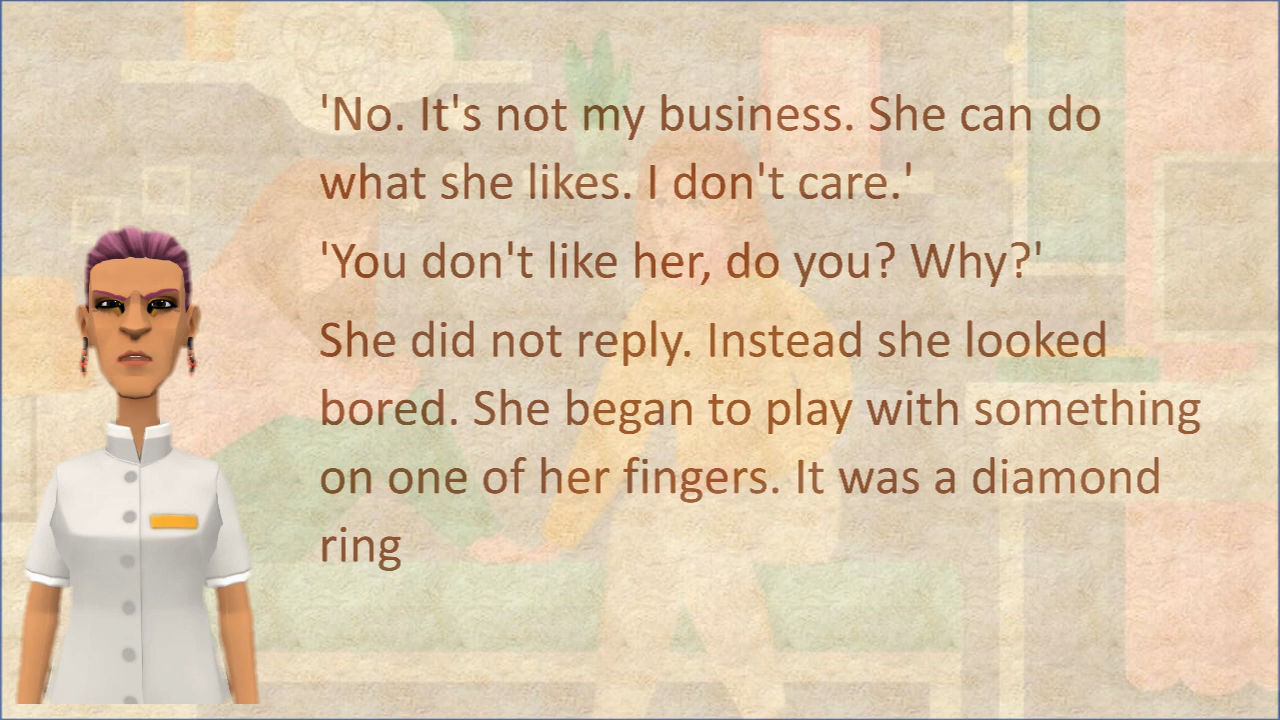 'No. It's not my business. She can do
what she likes. I don't care.'
'You don't like her, do you? Why?'
She did not reply. Instead she looked
bored. She began to play with something
on one of her fingers. It was a diamond
ring